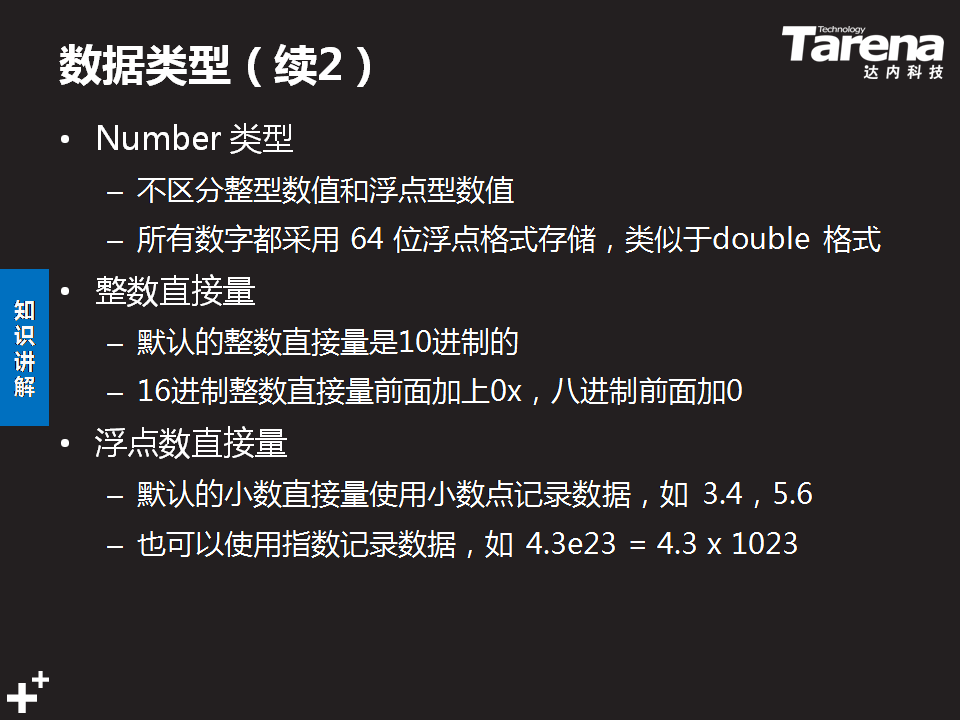 数据类型（续2）
Technology
Tarena
达内科技
• Number 类型
– 不区分整型数值和浮点型数值
– 所有数字都采用 64 位浮点格式存储，类似于double 格式
• 整数直接量
– 默认的整数直接量是10进制的
– 16进制整数直接量前面加上0x，八进制前面加0
• 浮点数直接量
– 默认的小数直接量使用小数点记录数据，如 3.4，5.6
– 也可以使用指数记录数据，如 4.3e23 = 4.3 x 1023
知识讲解